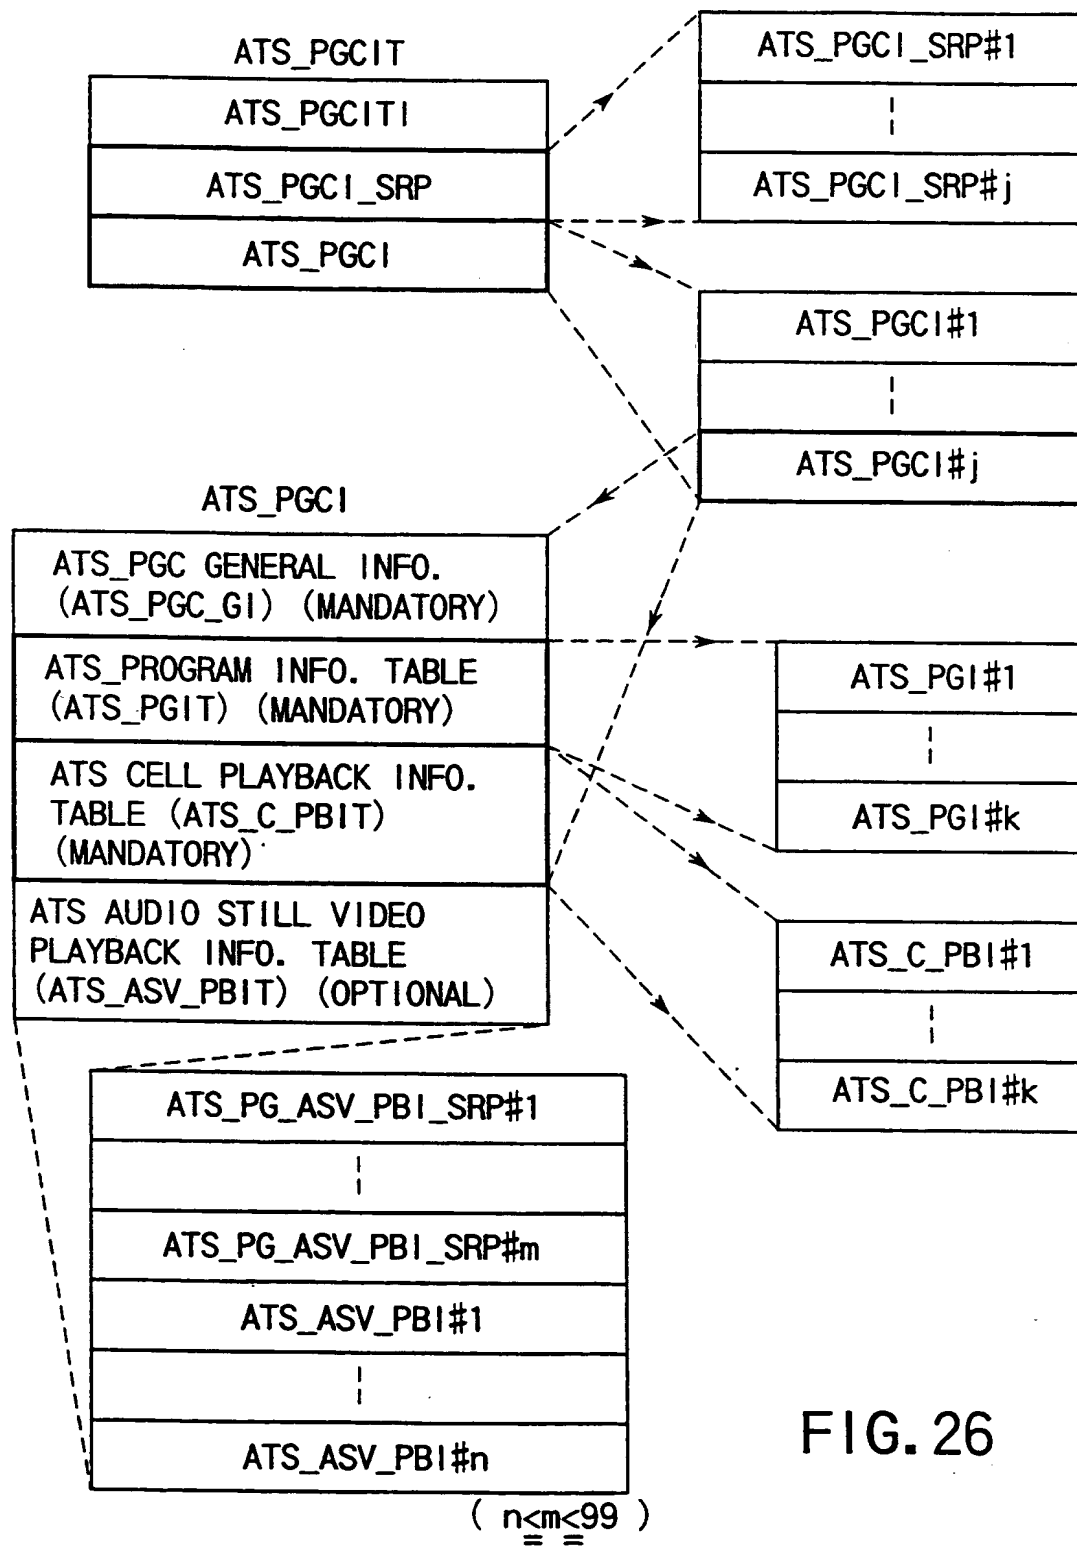 ATS_PGCIT
ATS_PGCITI
ATS_PGCI_SRP
ATS_PGCI
ATS_PGCI_SRP#1
ATS_PGCI_SRP#j
ATS_PGCI#1
ATS_PGCI#j
ATS_PGCI
ATS_PGC GENERAL INFO.
(ATS_PGC_GI) (MANDATORY)
ATS_PROGRAM INFO. TABLE
(ATS_PGIT) (MANDATORY)
ATS CELL PLAYBACK INFO.
TABLE (ATS_C_PBIT)
(MANDATORY)
ATS AUDIO STILL VIDEO
PLAYBACK INFO. TABLE
(ATS_ASV_PBIT) (OPTIONAL)
ATS_PGI#1
ATS_PGI#k
ATS_C_PBI#1
ATS_C_PBI#k
ATS_PG_ASV_PBI_SRP#1
ATS_PG_ASV_PBI_SRP#m
ATS_ASV_PBI#1
ATS_ASV_PBI#n
( n≦m≦99 )
FIG. 26